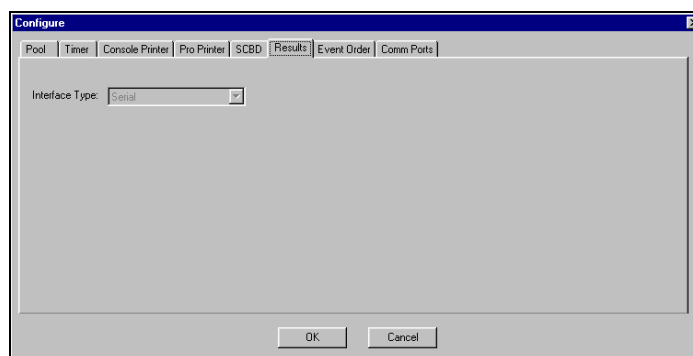 Configure
Pool Timer Console Printer Pro Printer SCBD Results Event Order Comm Ports
Interface Type: Serial
OK Cancel